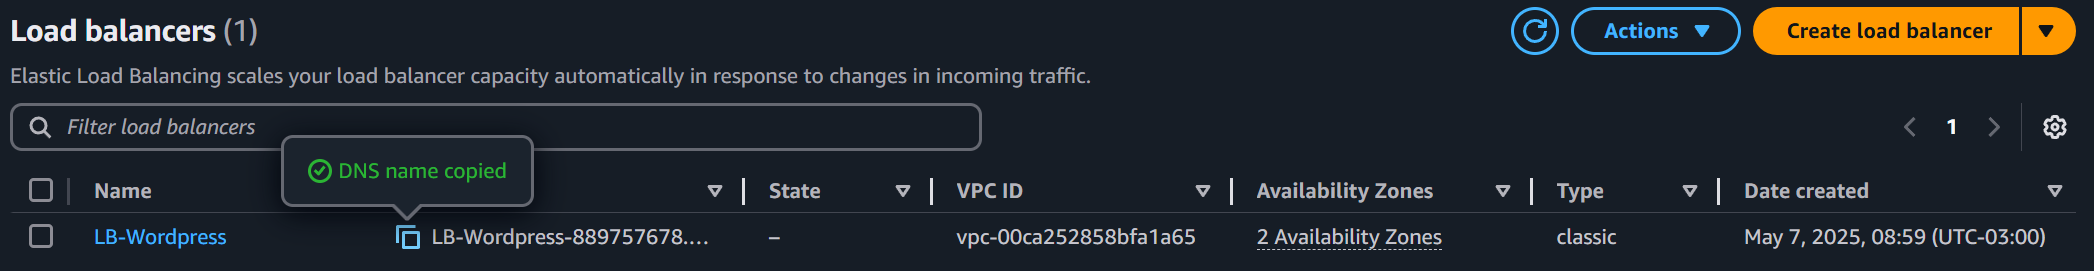 Load balancers (1)
Actions
Create load balancer
Elastic Load Balancing scales your load balancer capacity automatically in response to changes in incoming traffic.
Filter load balancers
1
DNS name copied
Name
State
VPC ID
Availability Zones
Type
Date created
LB-Wordpress
LB-Wordpress-889757678....
–
vpc-00ca252858bfa1a65
2 Availability Zones
classic
May 7, 2025, 08:59 (UTC-03:00)